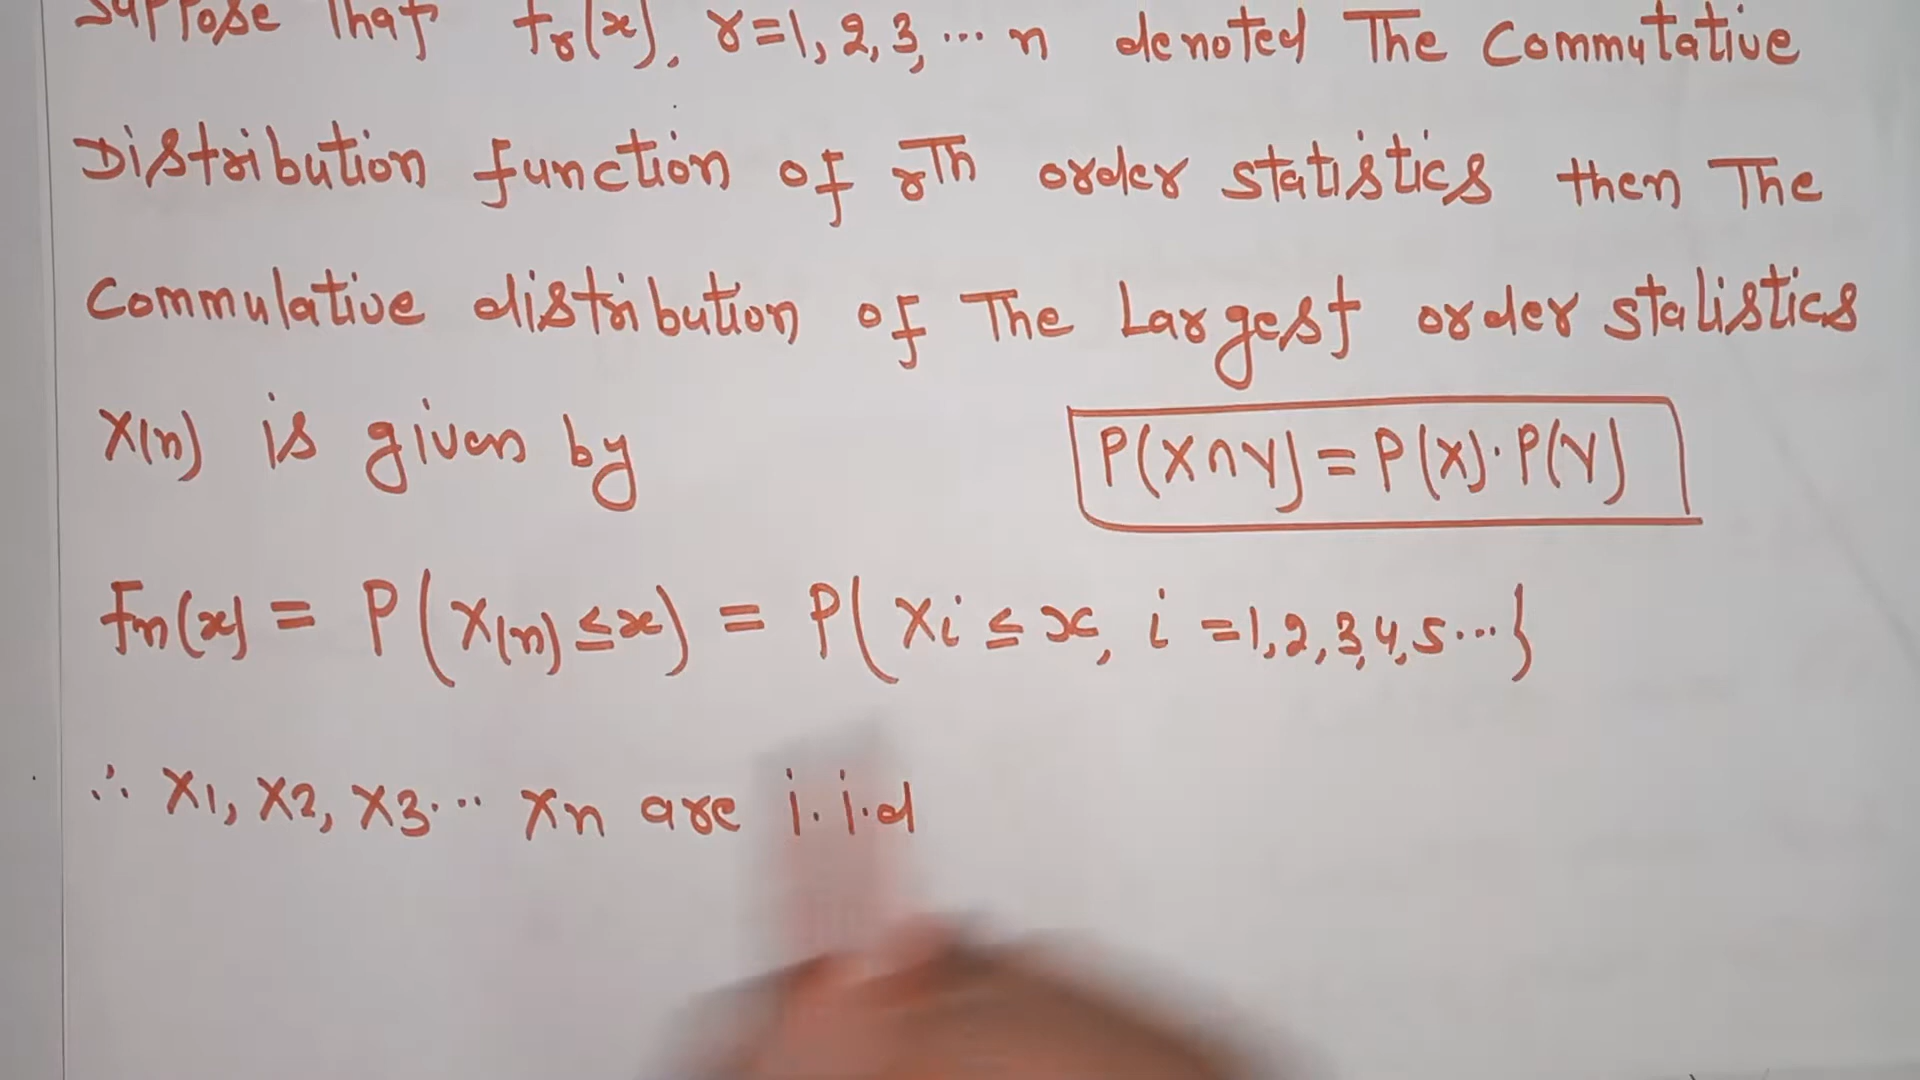 Suppose That Fr(x), r=1, 2, 3, ... n denoted The Commutative
Distribution function of rTh order statistics then The
Commulative distribution of The Largest order statistics
X(n) is given by
P(X∩Y) = P(X)·P(Y)
Fn(x) = P(X(n) ≤ x) = P(Xi ≤ x, i = 1, 2, 3, 4, 5 ...}
∴ X1, X2, X3... Xn are i.i.d